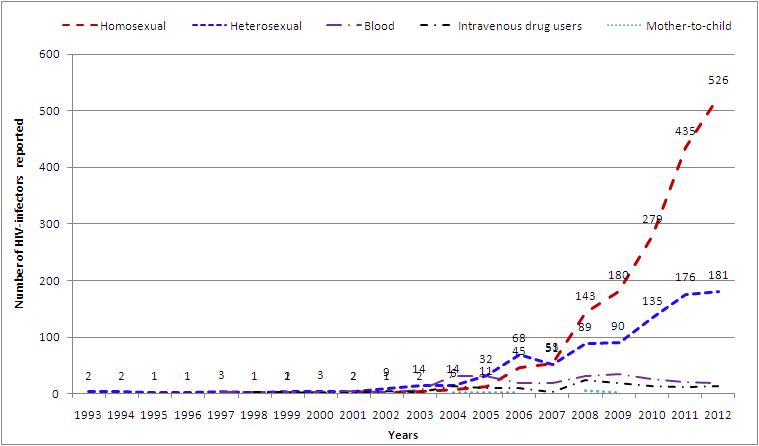 Homosexual Heterosexual Blood Intravenous drug users Mother-to-child
Number of HIV-infectors reported
600
500
400
300
200
100
0
2 2 1 1 3 1 1 3 2 9 14 14 32 68 51 89 90 135 176 181
2 1 2 6 11 45 53 143 180 279 435 526
1993 1994 1995 1996 1997 1998 1999 2000 2001 2002 2003 2004 2005 2006 2007 2008 2009 2010 2011 2012
Years